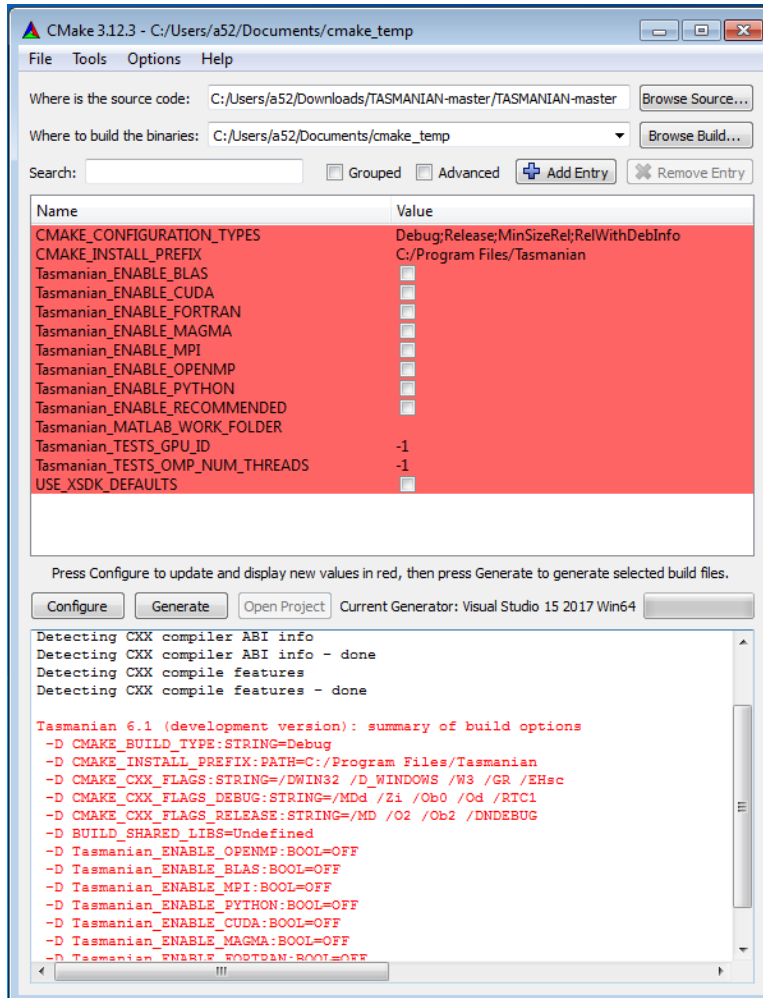 CMake 3.12.3 - C:/Users/a52/Documents/cmake_temp
File Tools Options Help
Where is the source code: C:/Users/a52/Downloads/TASMANIAN-master/TASMANIAN-master Browse Source...
Where to build the binaries: C:/Users/a52/Documents/cmake_temp Browse Build...
Search: Grouped Advanced Add Entry Remove Entry
Name Value
CMAKE_CONFIGURATION_TYPES Debug;Release;MinSizeRel;RelWithDebInfo
CMAKE_INSTALL_PREFIX C:/Program Files/Tasmanian
Tasmanian_ENABLE_BLAS
Tasmanian_ENABLE_CUDA
Tasmanian_ENABLE_FORTRAN
Tasmanian_ENABLE_MAGMA
Tasmanian_ENABLE_MPI
Tasmanian_ENABLE_OPENMP
Tasmanian_ENABLE_PYTHON
Tasmanian_ENABLE_RECOMMENDED
Tasmanian_MATLAB_WORK_FOLDER
Tasmanian_TESTS_GPU_ID -1
Tasmanian_TESTS_OMP_NUM_THREADS -1
USE_XSDK_DEFAULTS
Press Configure to update and display new values in red, then press Generate to generate selected build files.
Configure Generate Open Project Current Generator: Visual Studio 15 2017 Win64
Detecting CXX compiler ABI info
Detecting CXX compiler ABI info - done
Detecting CXX compile features
Detecting CXX compile features - done
Tasmanian 6.1 (development version): summary of build options
-D CMAKE_BUILD_TYPE:STRING=Debug
-D CMAKE_INSTALL_PREFIX:PATH=C:/Program Files/Tasmanian
-D CMAKE_CXX_FLAGS:STRING=/DWIN32 /D_WINDOWS /W3 /GR /EHsc
-D CMAKE_CXX_FLAGS_DEBUG:STRING=/MDd /Zi /Ob0 /Od /RTC1
-D CMAKE_CXX_FLAGS_RELEASE:STRING=/MD /O2 /Ob2 /DNDEBUG
-D BUILD_SHARED_LIBS=Undefined
-D Tasmanian_ENABLE_OPENMP:BOOL=OFF
-D Tasmanian_ENABLE_BLAS:BOOL=OFF
-D Tasmanian_ENABLE_MPI:BOOL=OFF
-D Tasmanian_ENABLE_PYTHON:BOOL=OFF
-D Tasmanian_ENABLE_CUDA:BOOL=OFF
-D Tasmanian_ENABLE_MAGMA:BOOL=OFF
-D Tasmanian_ENABLE_FORTRAN:BOOL=OFF